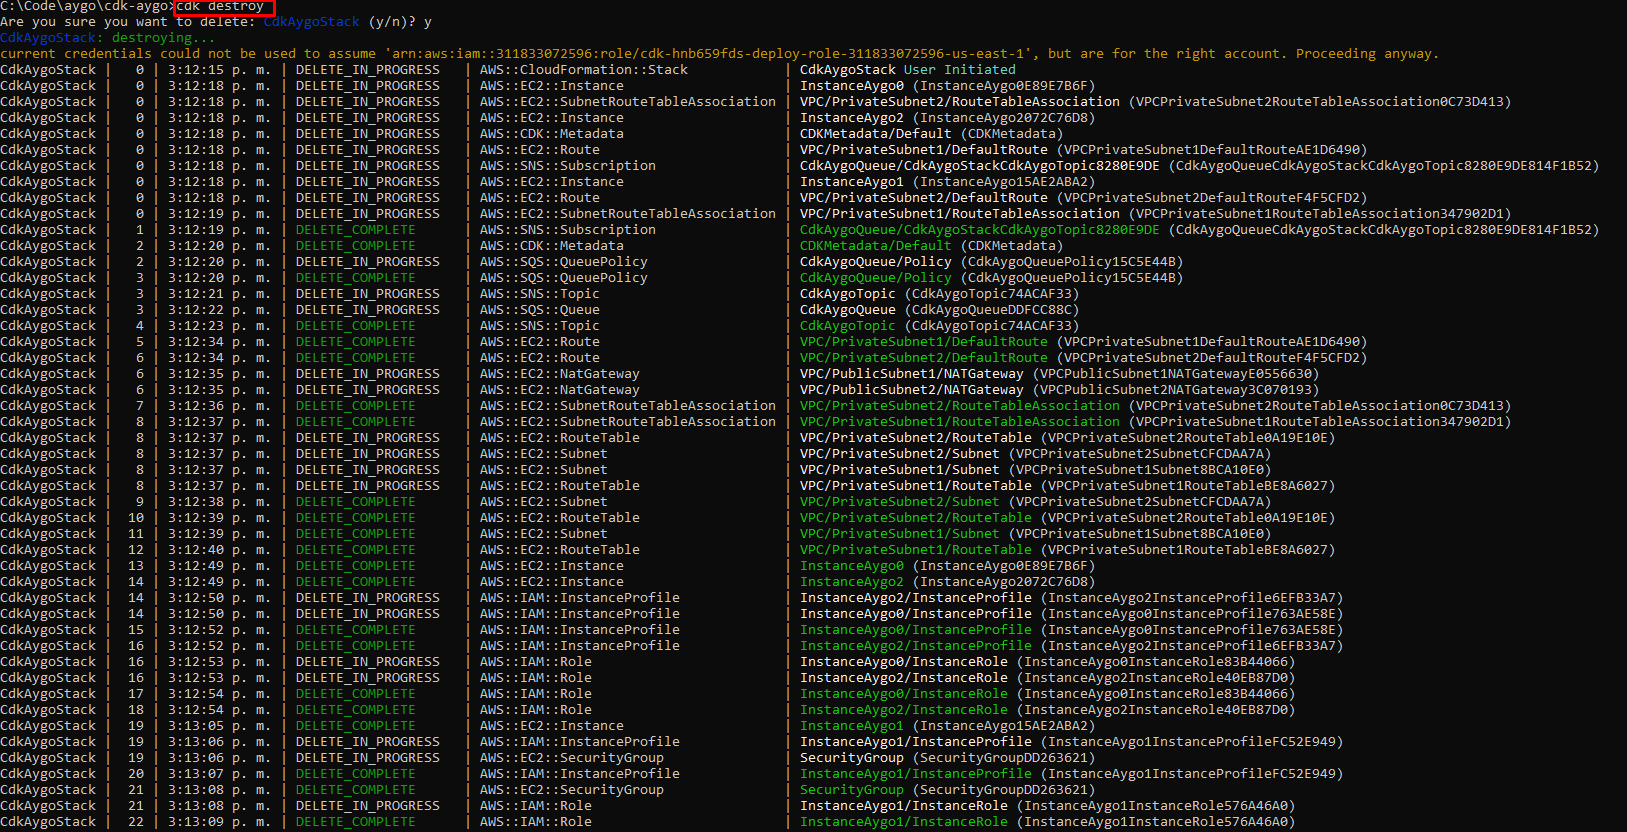 C:\Code\aygo\cdk-aygo>cdk destroy
Are you sure you want to delete: CdkAygoStack (y/n)? y
CdkAygoStack: destroying...
current credentials could not be used to assume 'arn:aws:iam::311833072596:role/cdk-hnb659fds-deploy-role-311833072596-us-east-1', but are for the right account. Proceeding anyway.
CdkAygoStack |   0 | 3:12:15 p. m. | DELETE_IN_PROGRESS   | AWS::CloudFormation::Stack            | CdkAygoStack User Initiated
CdkAygoStack |   0 | 3:12:18 p. m. | DELETE_IN_PROGRESS   | AWS::EC2::Instance                    | InstanceAygo0 (InstanceAygo0E89E7B6F)
CdkAygoStack |   0 | 3:12:18 p. m. | DELETE_IN_PROGRESS   | AWS::EC2::SubnetRouteTableAssociation | VPC/PrivateSubnet2/RouteTableAssociation (VPCPrivateSubnet2RouteTableAssociation0C73D413)
CdkAygoStack |   0 | 3:12:18 p. m. | DELETE_IN_PROGRESS   | AWS::EC2::Instance                    | InstanceAygo2 (InstanceAygo2072C76D8)
CdkAygoStack |   0 | 3:12:18 p. m. | DELETE_IN_PROGRESS   | AWS::CDK::Metadata                    | CDKMetadata/Default (CDKMetadata)
CdkAygoStack |   0 | 3:12:18 p. m. | DELETE_IN_PROGRESS   | AWS::EC2::Route                       | VPC/PrivateSubnet1/DefaultRoute (VPCPrivateSubnet1DefaultRouteAE1D6490)
CdkAygoStack |   0 | 3:12:18 p. m. | DELETE_IN_PROGRESS   | AWS::SNS::Subscription                | CdkAygoQueue/CdkAygoStackCdkAygoTopic8280E9DE (CdkAygoQueueCdkAygoStackCdkAygoTopic8280E9DE814F1B52)
CdkAygoStack |   0 | 3:12:18 p. m. | DELETE_IN_PROGRESS   | AWS::EC2::Instance                    | InstanceAygo1 (InstanceAygo15AE2ABA2)
CdkAygoStack |   0 | 3:12:18 p. m. | DELETE_IN_PROGRESS   | AWS::EC2::Route                       | VPC/PrivateSubnet2/DefaultRoute (VPCPrivateSubnet2DefaultRouteF4F5CFD2)
CdkAygoStack |   0 | 3:12:19 p. m. | DELETE_IN_PROGRESS   | AWS::EC2::SubnetRouteTableAssociation | VPC/PrivateSubnet1/RouteTableAssociation (VPCPrivateSubnet1RouteTableAssociation347902D1)
CdkAygoStack |   1 | 3:12:19 p. m. | DELETE_COMPLETE      | AWS::SNS::Subscription                | CdkAygoQueue/CdkAygoStackCdkAygoTopic8280E9DE (CdkAygoQueueCdkAygoStackCdkAygoTopic8280E9DE814F1B52)
CdkAygoStack |   2 | 3:12:20 p. m. | DELETE_COMPLETE      | AWS::CDK::Metadata                    | CDKMetadata/Default (CDKMetadata)
CdkAygoStack |   2 | 3:12:20 p. m. | DELETE_IN_PROGRESS   | AWS::SQS::QueuePolicy                 | CdkAygoQueue/Policy (CdkAygoQueuePolicy15C5E44B)
CdkAygoStack |   3 | 3:12:20 p. m. | DELETE_COMPLETE      | AWS::SQS::QueuePolicy                 | CdkAygoQueue/Policy (CdkAygoQueuePolicy15C5E44B)
CdkAygoStack |   3 | 3:12:21 p. m. | DELETE_IN_PROGRESS   | AWS::SNS::Topic                       | CdkAygoTopic (CdkAygoTopic74ACAF33)
CdkAygoStack |   3 | 3:12:22 p. m. | DELETE_IN_PROGRESS   | AWS::SQS::Queue                       | CdkAygoQueue (CdkAygoQueueDDFCC88C)
CdkAygoStack |   4 | 3:12:23 p. m. | DELETE_COMPLETE      | AWS::SNS::Topic                       | CdkAygoTopic (CdkAygoTopic74ACAF33)
CdkAygoStack |   5 | 3:12:34 p. m. | DELETE_COMPLETE      | AWS::EC2::Route                       | VPC/PrivateSubnet1/DefaultRoute (VPCPrivateSubnet1DefaultRouteAE1D6490)
CdkAygoStack |   6 | 3:12:34 p. m. | DELETE_COMPLETE      | AWS::EC2::Route                       | VPC/PrivateSubnet2/DefaultRoute (VPCPrivateSubnet2DefaultRouteF4F5CFD2)
CdkAygoStack |   6 | 3:12:35 p. m. | DELETE_IN_PROGRESS   | AWS::EC2::NatGateway                  | VPC/PublicSubnet1/NATGateway (VPCPublicSubnet1NATGatewayE0556630)
CdkAygoStack |   6 | 3:12:35 p. m. | DELETE_IN_PROGRESS   | AWS::EC2::NatGateway                  | VPC/PublicSubnet2/NATGateway (VPCPublicSubnet2NATGateway3C070193)
CdkAygoStack |   7 | 3:12:36 p. m. | DELETE_COMPLETE      | AWS::EC2::SubnetRouteTableAssociation | VPC/PrivateSubnet2/RouteTableAssociation (VPCPrivateSubnet2RouteTableAssociation0C73D413)
CdkAygoStack |   8 | 3:12:37 p. m. | DELETE_COMPLETE      | AWS::EC2::SubnetRouteTableAssociation | VPC/PrivateSubnet1/RouteTableAssociation (VPCPrivateSubnet1RouteTableAssociation347902D1)
CdkAygoStack |   8 | 3:12:37 p. m. | DELETE_IN_PROGRESS   | AWS::EC2::RouteTable                  | VPC/PrivateSubnet2/RouteTable (VPCPrivateSubnet2RouteTable0A19E10E)
CdkAygoStack |   8 | 3:12:37 p. m. | DELETE_IN_PROGRESS   | AWS::EC2::Subnet                      | VPC/PrivateSubnet2/Subnet (VPCPrivateSubnet2SubnetCFCDAA7A)
CdkAygoStack |   8 | 3:12:37 p. m. | DELETE_IN_PROGRESS   | AWS::EC2::Subnet                      | VPC/PrivateSubnet1/Subnet (VPCPrivateSubnet1Subnet8BCA10E0)
CdkAygoStack |   8 | 3:12:37 p. m. | DELETE_IN_PROGRESS   | AWS::EC2::RouteTable                  | VPC/PrivateSubnet1/RouteTable (VPCPrivateSubnet1RouteTableBE8A6027)
CdkAygoStack |   9 | 3:12:38 p. m. | DELETE_COMPLETE      | AWS::EC2::Subnet                      | VPC/PrivateSubnet2/Subnet (VPCPrivateSubnet2SubnetCFCDAA7A)
CdkAygoStack |  10 | 3:12:39 p. m. | DELETE_COMPLETE      | AWS::EC2::RouteTable                  | VPC/PrivateSubnet2/RouteTable (VPCPrivateSubnet2RouteTable0A19E10E)
CdkAygoStack |  11 | 3:12:39 p. m. | DELETE_COMPLETE      | AWS::EC2::Subnet                      | VPC/PrivateSubnet1/Subnet (VPCPrivateSubnet1Subnet8BCA10E0)
CdkAygoStack |  12 | 3:12:40 p. m. | DELETE_COMPLETE      | AWS::EC2::RouteTable                  | VPC/PrivateSubnet1/RouteTable (VPCPrivateSubnet1RouteTableBE8A6027)
CdkAygoStack |  13 | 3:12:49 p. m. | DELETE_COMPLETE      | AWS::EC2::Instance                    | InstanceAygo0 (InstanceAygo0E89E7B6F)
CdkAygoStack |  14 | 3:12:49 p. m. | DELETE_COMPLETE      | AWS::EC2::Instance                    | InstanceAygo2 (InstanceAygo2072C76D8)
CdkAygoStack |  14 | 3:12:50 p. m. | DELETE_IN_PROGRESS   | AWS::IAM::InstanceProfile             | InstanceAygo2/InstanceProfile (InstanceAygo2InstanceProfile6EFB33A7)
CdkAygoStack |  14 | 3:12:50 p. m. | DELETE_IN_PROGRESS   | AWS::IAM::InstanceProfile             | InstanceAygo0/InstanceProfile (InstanceAygo0InstanceProfile763AE58E)
CdkAygoStack |  15 | 3:12:52 p. m. | DELETE_COMPLETE      | AWS::IAM::InstanceProfile             | InstanceAygo0/InstanceProfile (InstanceAygo0InstanceProfile763AE58E)
CdkAygoStack |  16 | 3:12:52 p. m. | DELETE_COMPLETE      | AWS::IAM::InstanceProfile             | InstanceAygo2/InstanceProfile (InstanceAygo2InstanceProfile6EFB33A7)
CdkAygoStack |  16 | 3:12:53 p. m. | DELETE_IN_PROGRESS   | AWS::IAM::Role                        | InstanceAygo0/InstanceRole (InstanceAygo0InstanceRole83B44066)
CdkAygoStack |  16 | 3:12:53 p. m. | DELETE_IN_PROGRESS   | AWS::IAM::Role                        | InstanceAygo2/InstanceRole (InstanceAygo2InstanceRole40EB87D0)
CdkAygoStack |  17 | 3:12:54 p. m. | DELETE_COMPLETE      | AWS::IAM::Role                        | InstanceAygo0/InstanceRole (InstanceAygo0InstanceRole83B44066)
CdkAygoStack |  18 | 3:12:54 p. m. | DELETE_COMPLETE      | AWS::IAM::Role                        | InstanceAygo2/InstanceRole (InstanceAygo2InstanceRole40EB87D0)
CdkAygoStack |  19 | 3:13:05 p. m. | DELETE_COMPLETE      | AWS::EC2::Instance                    | InstanceAygo1 (InstanceAygo15AE2ABA2)
CdkAygoStack |  19 | 3:13:06 p. m. | DELETE_IN_PROGRESS   | AWS::IAM::InstanceProfile             | InstanceAygo1/InstanceProfile (InstanceAygo1InstanceProfileFC52E949)
CdkAygoStack |  19 | 3:13:06 p. m. | DELETE_IN_PROGRESS   | AWS::EC2::SecurityGroup               | SecurityGroup (SecurityGroupDD263621)
CdkAygoStack |  20 | 3:13:07 p. m. | DELETE_COMPLETE      | AWS::IAM::InstanceProfile             | InstanceAygo1/InstanceProfile (InstanceAygo1InstanceProfileFC52E949)
CdkAygoStack |  21 | 3:13:08 p. m. | DELETE_COMPLETE      | AWS::EC2::SecurityGroup               | SecurityGroup (SecurityGroupDD263621)
CdkAygoStack |  21 | 3:13:08 p. m. | DELETE_IN_PROGRESS   | AWS::IAM::Role                        | InstanceAygo1/InstanceRole (InstanceAygo1InstanceRole576A46A0)
CdkAygoStack |  22 | 3:13:09 p. m. | DELETE_COMPLETE      | AWS::IAM::Role                        | InstanceAygo1/InstanceRole (InstanceAygo1InstanceRole576A46A0)